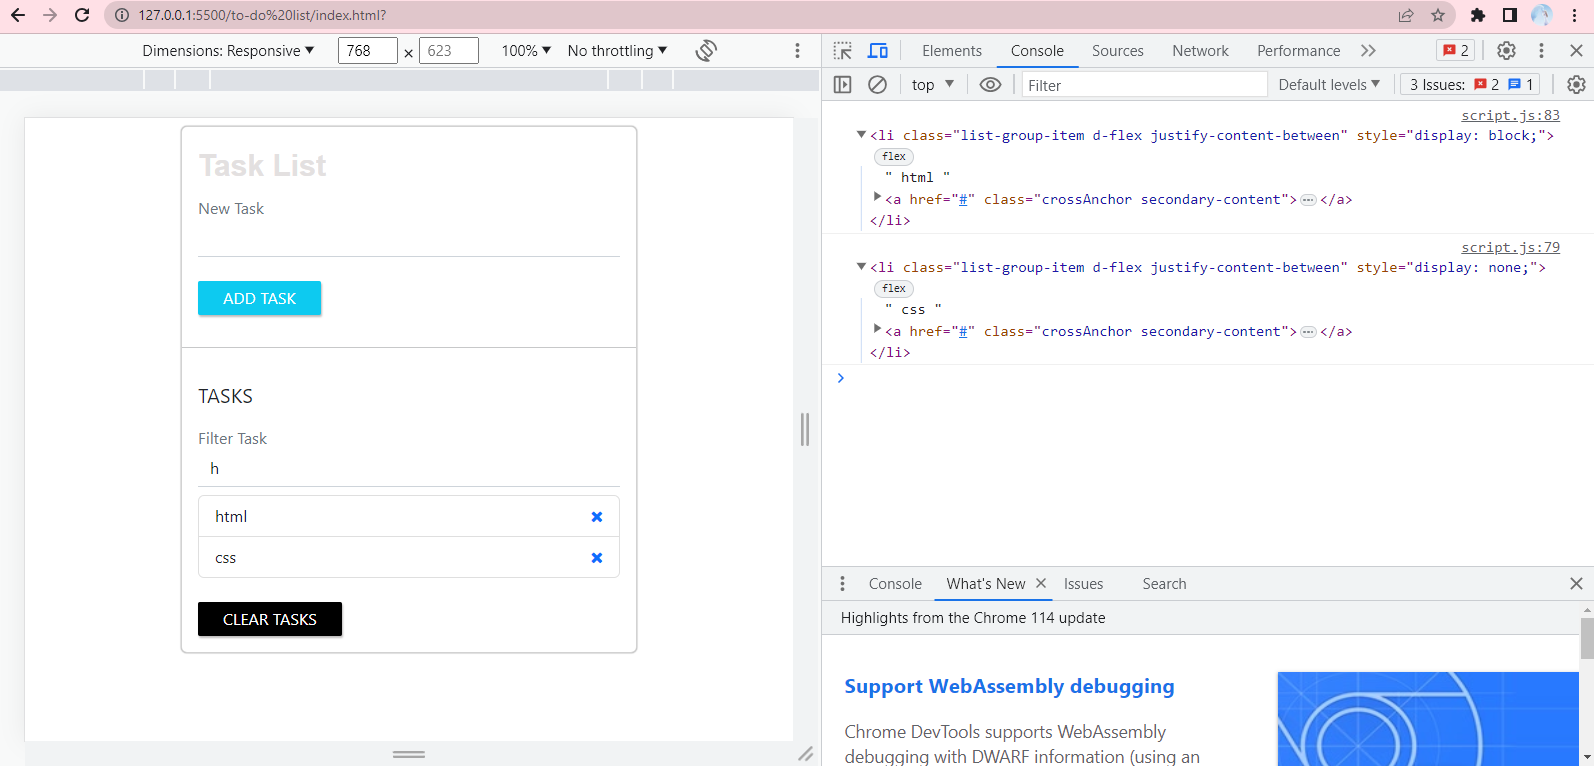 127.0.0.1:5500/to-do%20list/index.html?
Dimensions: Responsive 768 × 623 100% No throttling
Elements Console Sources Network Performance 2
top Filter Default levels 3 Issues: 2 1
Task List
New Task
ADD TASK
TASKS
Filter Task
h
html
css
CLEAR TASKS
script.js:83
<li class="list-group-item d-flex justify-content-between" style="display: block;">
flex
" html "
<a href="#" class="crossAnchor secondary-content">…</a>
</li>
script.js:79
<li class="list-group-item d-flex justify-content-between" style="display: none;">
flex
" css "
<a href="#" class="crossAnchor secondary-content">…</a>
</li>
Console What's New Issues Search
Highlights from the Chrome 114 update
Support WebAssembly debugging
Chrome DevTools supports WebAssembly
debugging with DWARF information (using an